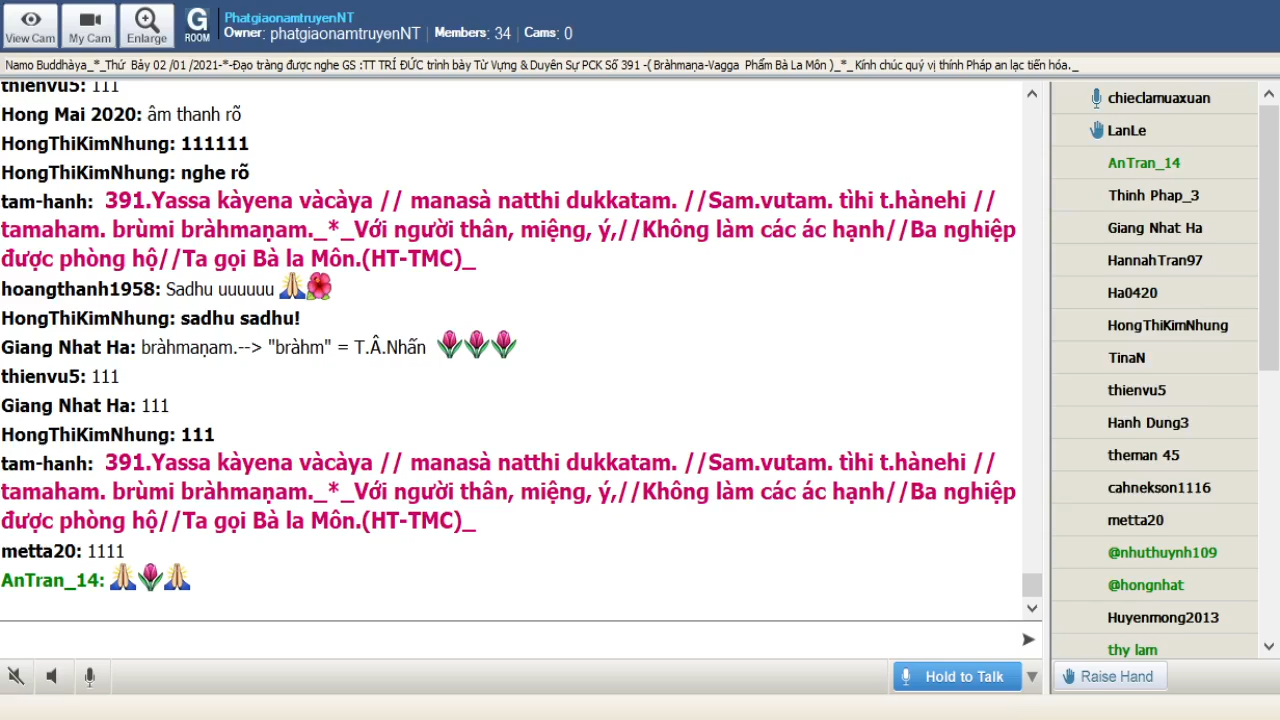 View Cam
My Cam
Enlarge
G
ROOM
PhatgiaonamtruyenNT
Owner: phatgiaonamtruyenNT | Members: 34 | Cams: 0
Namo Buddhàya_*_Thứ Bảy 02 /01 /2021-*-Đạo tràng được nghe GS :TT TRÍ ĐỨC trình bày Từ Vựng & Duyên Sự PCK Số 391 -( Bràhmaṇa-Vagga Phẩm Bà La Môn )_*_ Kính chúc quý vị thính Pháp an lạc tiến hóa._
thienvu5: 111
Hong Mai 2020: âm thanh rõ
HongThiKimNhung: 111111
HongThiKimNhung: nghe rõ
tam-hanh: 391.Yassa kàyena vàcàya // manasà natthi dukkatam. //Sam.vutam. tìhi t.hànehi //
tamaham. brùmi bràhmaṇam._*_Với người thân, miệng, ý,//Không làm các ác hạnh//Ba nghiệp
được phòng hộ//Ta gọi Bà la Môn.(HT-TMC)_
hoangthanh1958: Sadhu uuuuuu
HongThiKimNhung: sadhu sadhu!
Giang Nhat Ha: bràhmaṇam.--> "bràhm" = T.Â.Nhấn
thienvu5: 111
Giang Nhat Ha: 111
HongThiKimNhung: 111
tam-hanh: 391.Yassa kàyena vàcàya // manasà natthi dukkatam. //Sam.vutam. tìhi t.hànehi //
tamaham. brùmi bràhmaṇam._*_Với người thân, miệng, ý,//Không làm các ác hạnh//Ba nghiệp
được phòng hộ//Ta gọi Bà la Môn.(HT-TMC)_
metta20: 1111
AnTran_14:
Hold to Talk
chieclamuaxuan
LanLe
AnTran_14
Thinh Phap_3
Giang Nhat Ha
HannahTran97
Ha0420
HongThiKimNhung
TinaN
thienvu5
Hanh Dung3
theman 45
cahnekson1116
metta20
@nhuthuynh109
@hongnhat
Huyenmong2013
thy lam
Raise Hand